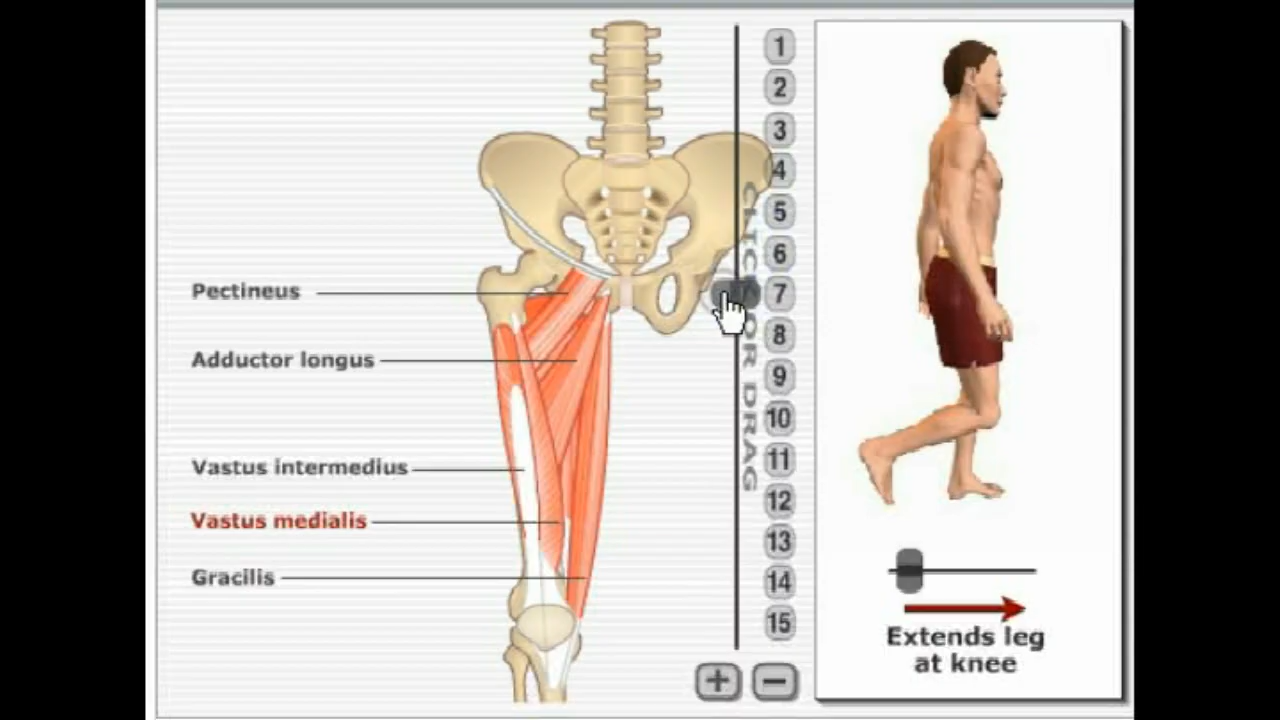 Pectineus
Adductor longus
Vastus intermedius
Vastus medialis
Gracilis
CLICK OR DRAG
1
2
3
4
5
6
7
8
9
10
11
12
13
14
15
+
−
Extends leg
at knee